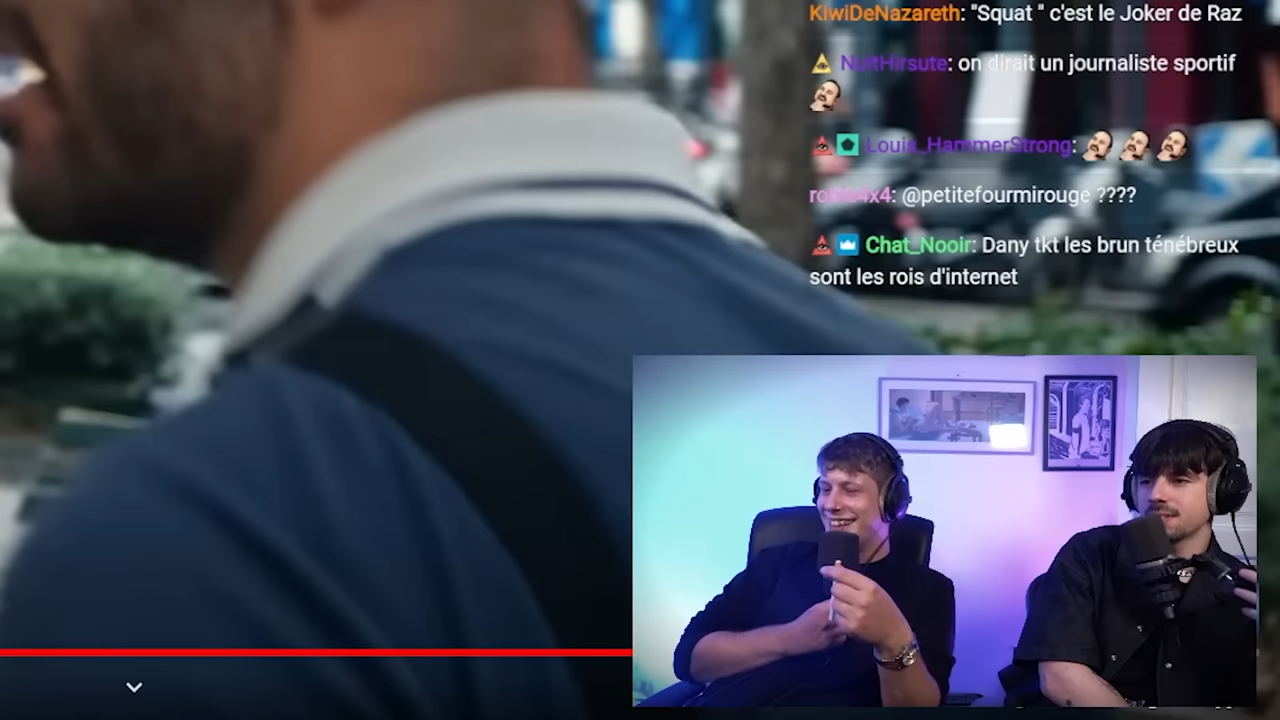 KiwiDeNazareth: "Squat " c'est le Joker de Raz
NuitHirsute: on dirait un journaliste sportif
Louis_HammerStrong:
roble4x4: @petitefourmirouge ????
Chat_Nooir: Dany tkt les brun ténébreux
sont les rois d'internet